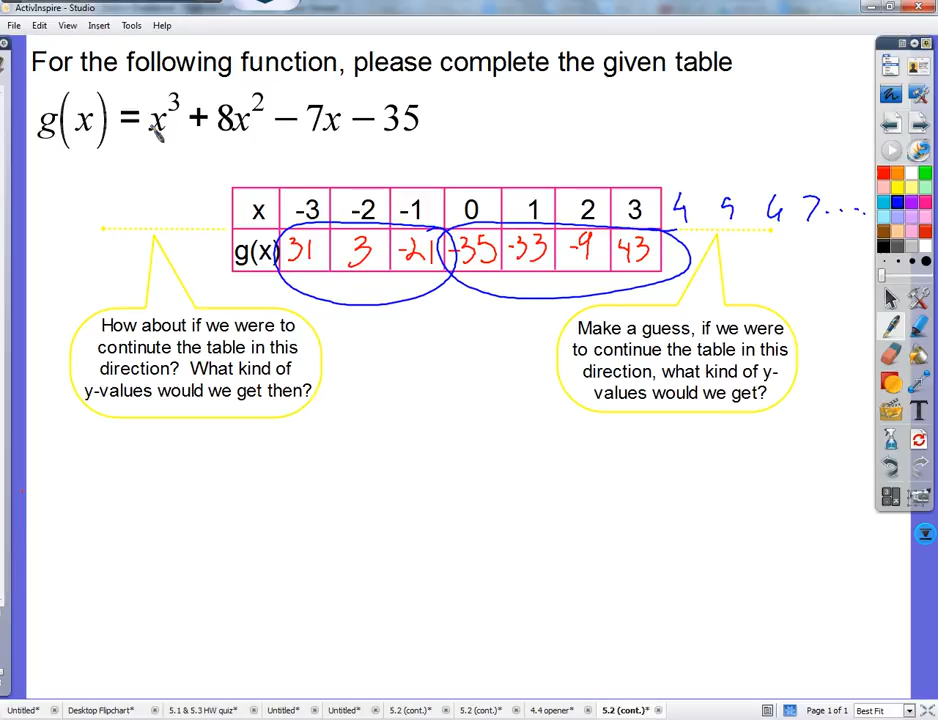 ActivInspire - Studio
File Edit View Insert Tools Help
For the following function, please complete the given table
g(x) = x³ + 8x² − 7x − 35
x -3 -2 -1 0 1 2 3 4 5 6 7....
g(x) 31 3 -21 -35 -33 -9 43
How about if we were to
continute the table in this
direction? What kind of
y-values would we get then?
Make a guess, if we were
to continue the table in this
direction, what kind of y-
values would we get?
Untitled* Desktop Flipchart* 5.1 & 5.3 HW quiz* Untitled* Untitled* 5.2 (cont.)* 5.2 (cont.)* 4.4 opener* 5.2 (cont.)* Page 1 of 1 Best Fit